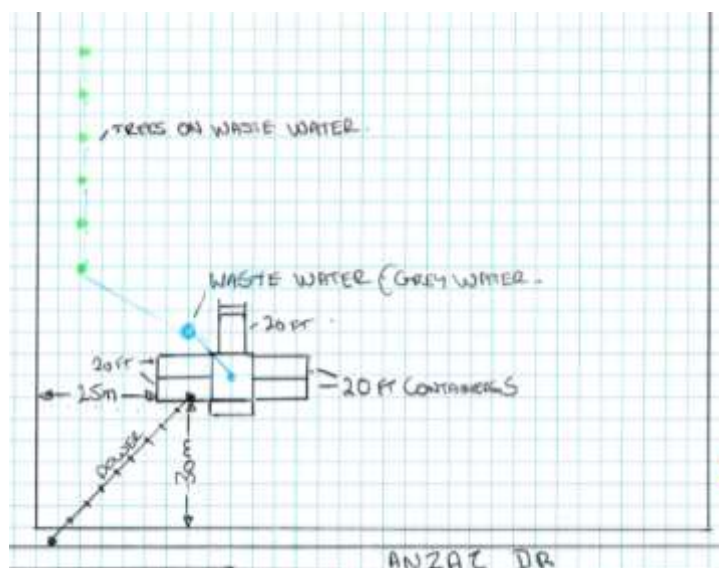 TREES ON WASTE WATER.
WASTE WATER (GREY WATER.
20 FT
20 FT
25m
20 FT CONTAINERS
POWER
30m
ANZAC DR